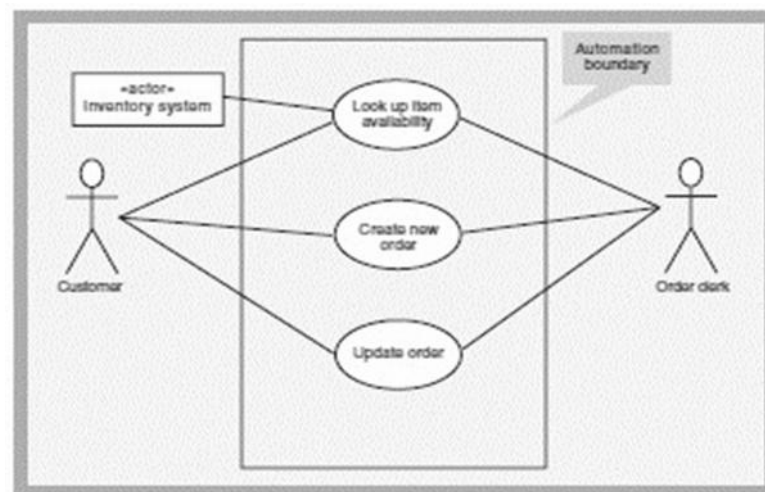 Automation
boundary
«actor»
Inventory system
Look up item
availability
Create new
order
Customer
Order clerk
Update order